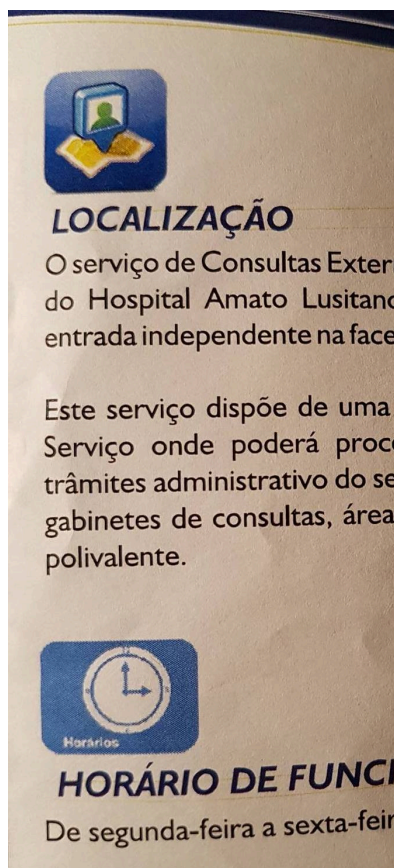 LOCALIZAÇÃO
O serviço de Consultas Exter
do Hospital Amato Lusitano
entrada independente na face
Este serviço dispõe de uma
Serviço onde poderá proc
trâmites administrativo do se
gabinetes de consultas, área
polivalente.
Horários
HORÁRIO DE FUNCI
De segunda-feira a sexta-feir